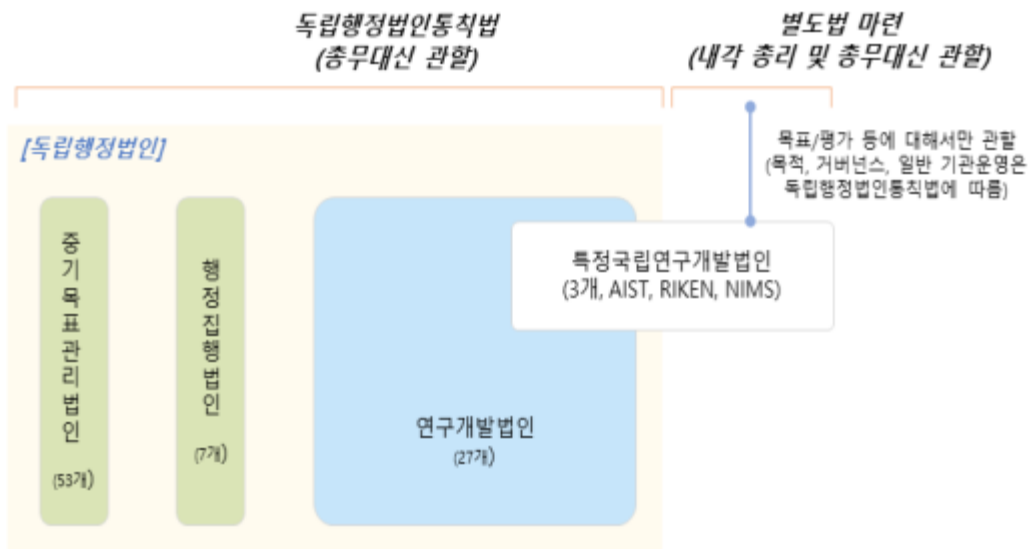 독립행정법인통칙법
(총무대신 관할)
별도법 마련
(내각 총리 및 총무대신 관할)
[독립행정법인]
목표/평가 등에 대해서만 관할
(목적, 거버넌스, 일반 기관운영은
독립행정법인통칙법에 따름)
중기목표관리법인
(53개)
행정집행법인
(7개)
특정국립연구개발법인
(3개, AIST, RIKEN, NIMS)
연구개발법인
(27개)